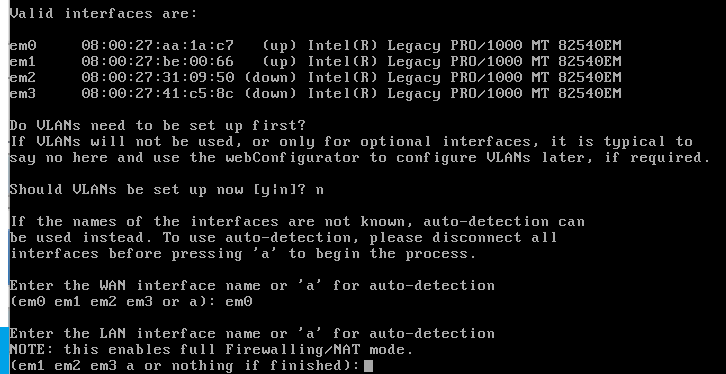 Valid interfaces are:
em0 08:00:27:aa:1a:c7 (up) Intel(R) Legacy PRO/1000 MT 82540EM
em1 08:00:27:be:00:66 (up) Intel(R) Legacy PRO/1000 MT 82540EM
em2 08:00:27:31:09:50 (down) Intel(R) Legacy PRO/1000 MT 82540EM
em3 08:00:27:41:c5:8c (down) Intel(R) Legacy PRO/1000 MT 82540EM
Do VLANs need to be set up first?
If VLANs will not be used, or only for optional interfaces, it is typical to
say no here and use the webConfigurator to configure VLANs later, if required.
Should VLANs be set up now [y|n]? n
If the names of the interfaces are not known, auto-detection can
be used instead. To use auto-detection, please disconnect all
interfaces before pressing 'a' to begin the process.
Enter the WAN interface name or 'a' for auto-detection
(em0 em1 em2 em3 or a): em0
Enter the LAN interface name or 'a' for auto-detection
NOTE: this enables full Firewalling/NAT mode.
(em1 em2 em3 a or nothing if finished):